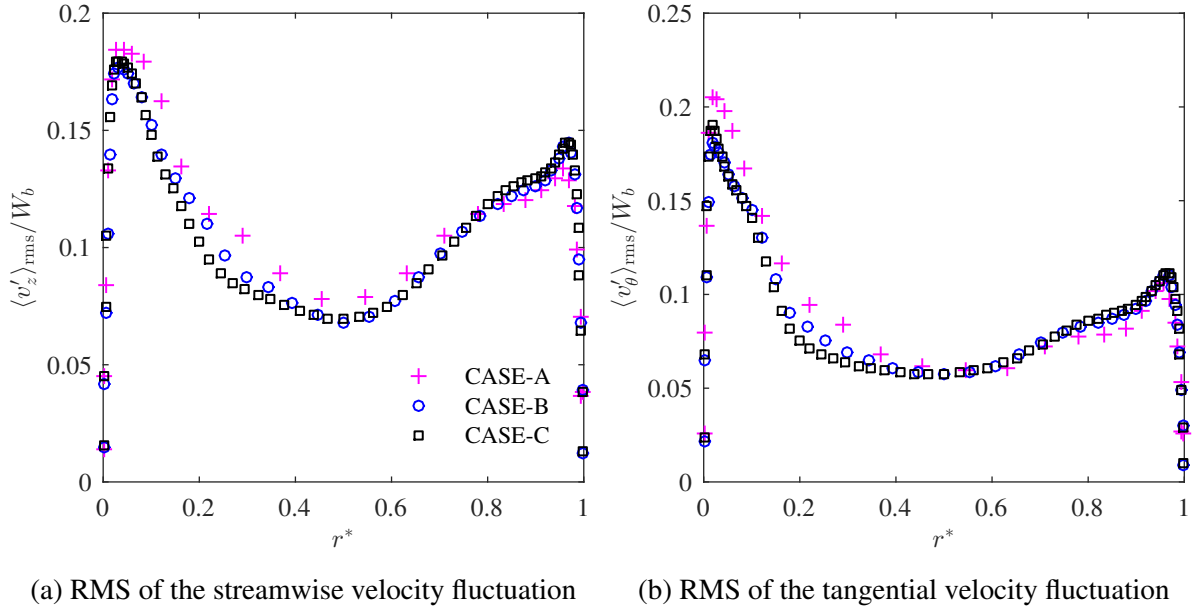 0.2
0.15
0.1
0.05
0
⟨v′z⟩rms/Wb
0 0.2 0.4 0.6 0.8 1
r*
CASE-A
CASE-B
CASE-C
(a) RMS of the streamwise velocity fluctuation
0.25
0.2
0.15
0.1
0.05
0
⟨v′θ⟩rms/Wb
0 0.2 0.4 0.6 0.8 1
r*
(b) RMS of the tangential velocity fluctuation